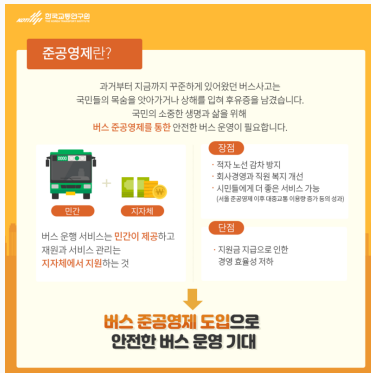 한국교통연구원
준공영제란?
과거부터 지금까지 꾸준하게 있어왔던 버스사고는
국민들의 목숨을 앗아가거나 상해를 입혀 후유증을 남겼습니다.
국민의 소중한 생명과 삶을 위해
버스 준공영제를 통한 안전한 버스 운영이 필요합니다.
민간
+
지자체
버스 운행 서비스는 민간이 제공하고
재원과 서비스 관리는
지자체에서 지원하는 것
장점
· 적자 노선 감차 방지
· 회사경영과 직원 복지 개선
· 시민들에게 더 좋은 서비스 가능
(서울 준공영제 이후 대중교통 이용량 증가 등의 성과)
단점
· 지원금 지급으로 인한
경영 효율성 저하
버스 준공영제 도입으로
안전한 버스 운영 기대